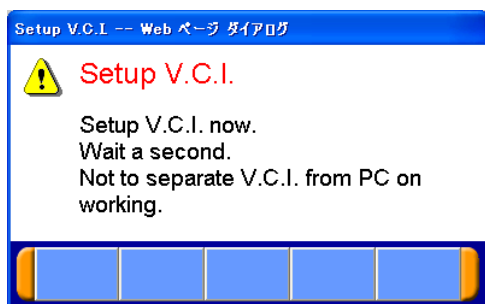 Setup V.C.I -- Web ページ ダイアログ
Setup V.C.I.
Setup V.C.I. now.
Wait a second.
Not to separate V.C.I. from PC on
working.